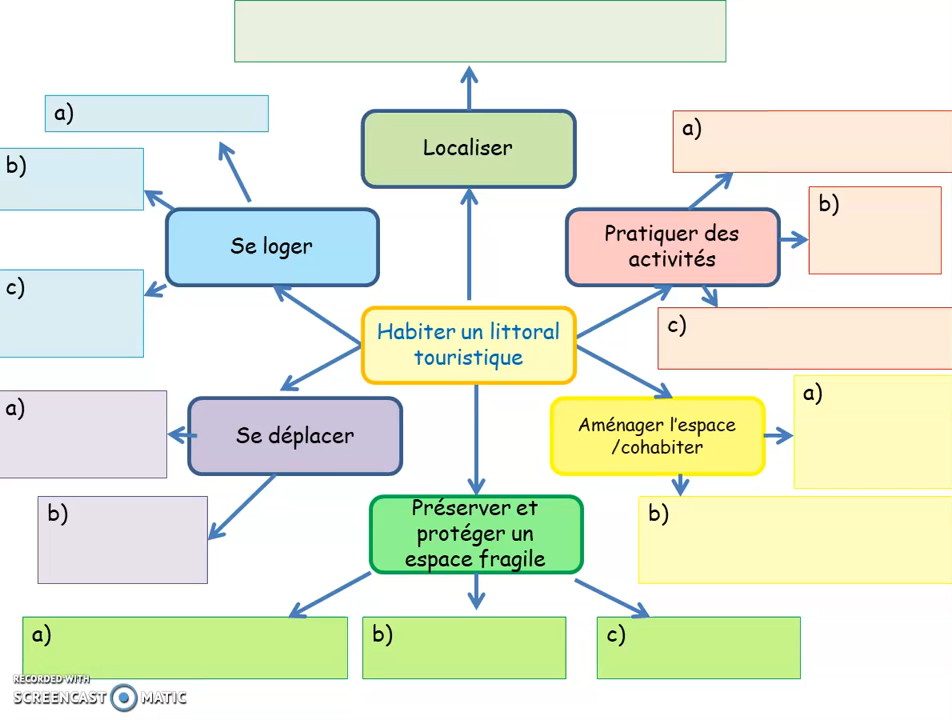 a)
Localiser
a)
b)
b)
Se loger
Pratiquer des
activités
c)
c)
Habiter un littoral
touristique
a)
a)
Se déplacer
Aménager l'espace
/cohabiter
b)
b)
Préserver et
protéger un
espace fragile
a)
b)
c)
RECORDED WITH
SCREENCAST MATIC